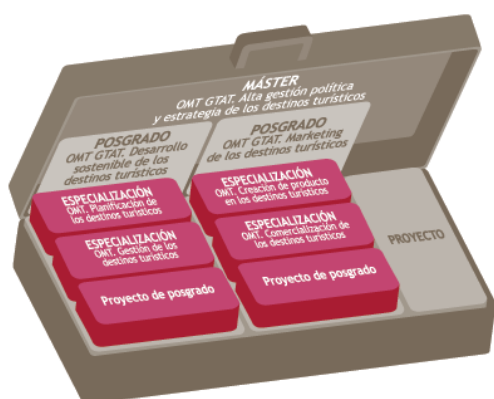 MÁSTER
OMT GTAT. Alta gestión política
y estrategia de los destinos turísticos
POSGRADO
OMT GTAT. Desarrollo
sostenible de los
destinos turísticos
POSGRADO
OMT GTAT. Marketing
de los destinos turísticos
ESPECIALIZACIÓN
OMT. Planificación de
los destinos turísticos
ESPECIALIZACIÓN
OMT. Gestión de los
destinos turísticos
Proyecto de posgrado
ESPECIALIZACIÓN
OMT. Creación de producto
en los destinos turísticos
ESPECIALIZACIÓN
OMT. Comercialización de
los destinos turísticos
Proyecto de posgrado
PROYECTO